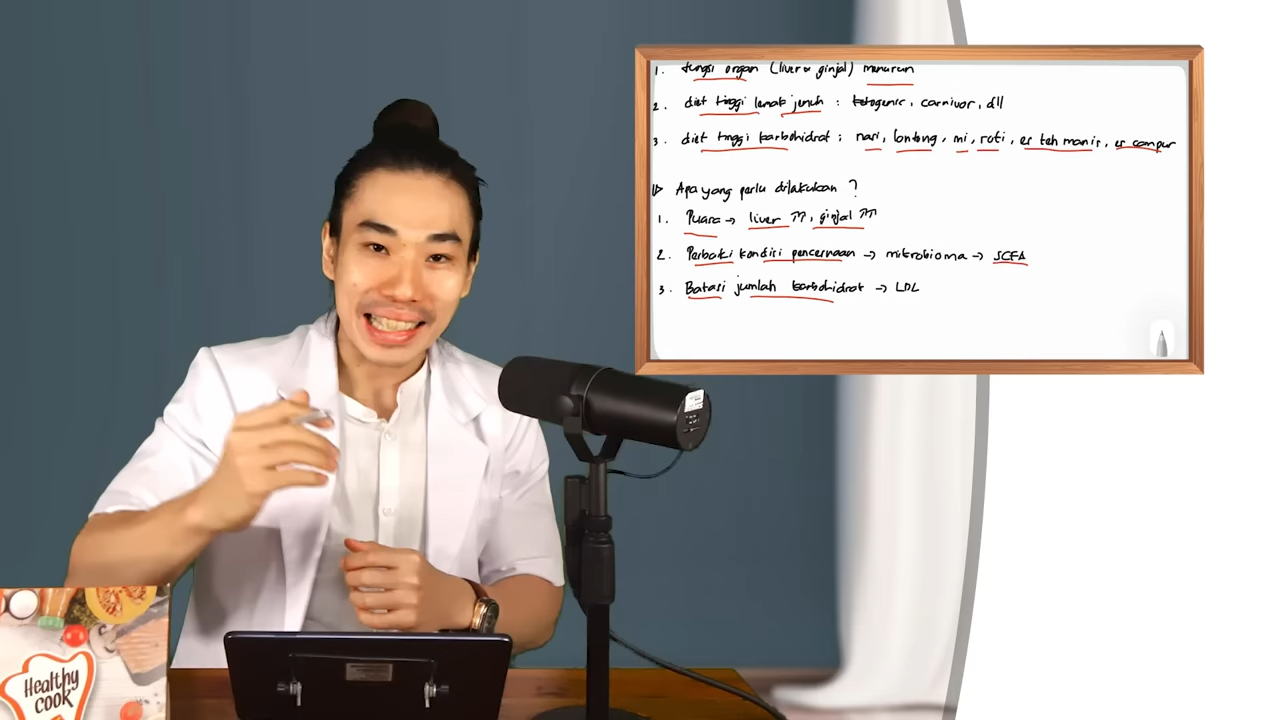 1. fungsi organ (liver & ginjal) menurun
2. diet tinggi lemak jenuh : ketogenic, carnivor, dll
3. diet tinggi karbohidrat : nasi, lontong, mi, roti, es teh manis, es campur
Apa yang perlu dilakukan ?
1. Puasa → liver ↑↑, ginjal ↑↑
2. Perbaiki kondisi pencernaan → mikrobioma → SCFA
3. Batasi jumlah karbohidrat → LDL
Healthy
cook